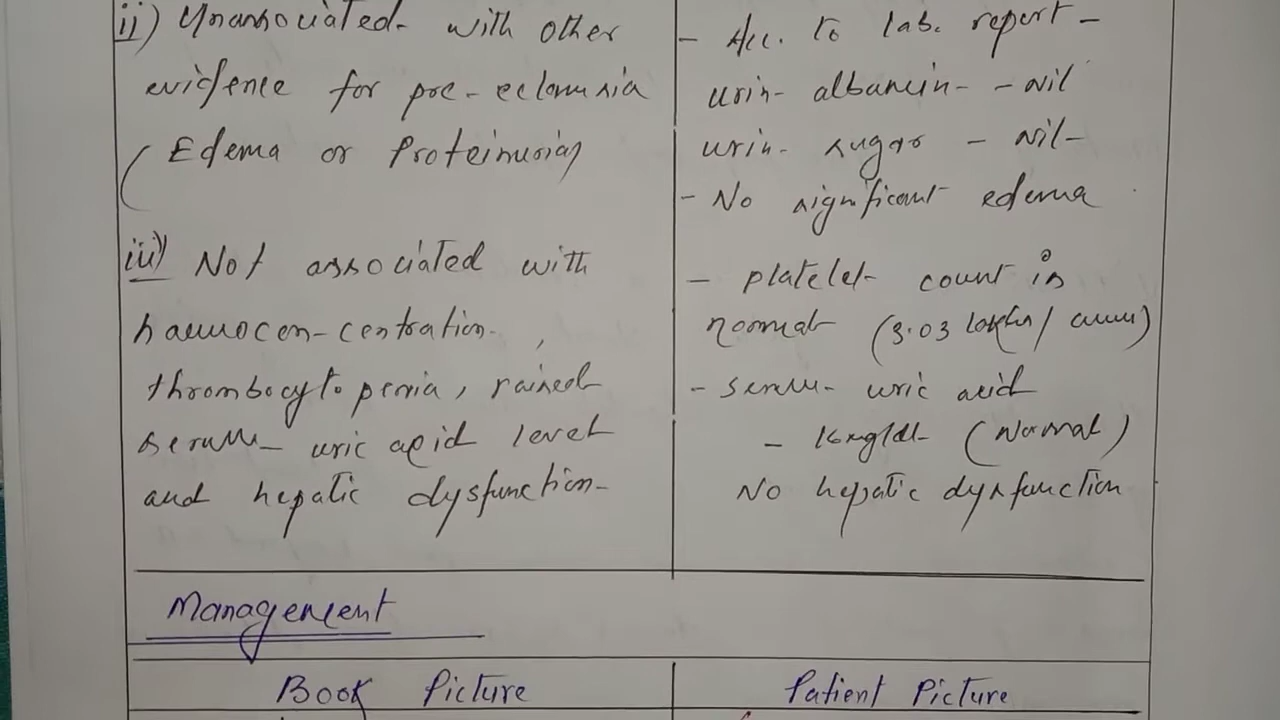 ii) Unassociated with other
evidence for pre-eclamsia
(Edema or Proteinuria)
iii) Not associated with
haemocon-centration,
thrombocytopenia, raised
serum uric acid level
and hepatic dysfunction-
- Acc. to lab. report -
urin- albumin- - nil
urin- sugar - nil-
- No significant edema
- platelet count is
normal (3.03 lakhs/cumm)
- serum- uric acid
- (Normal)
No hepatic dysfunction
Management
Book Picture
Patient Picture